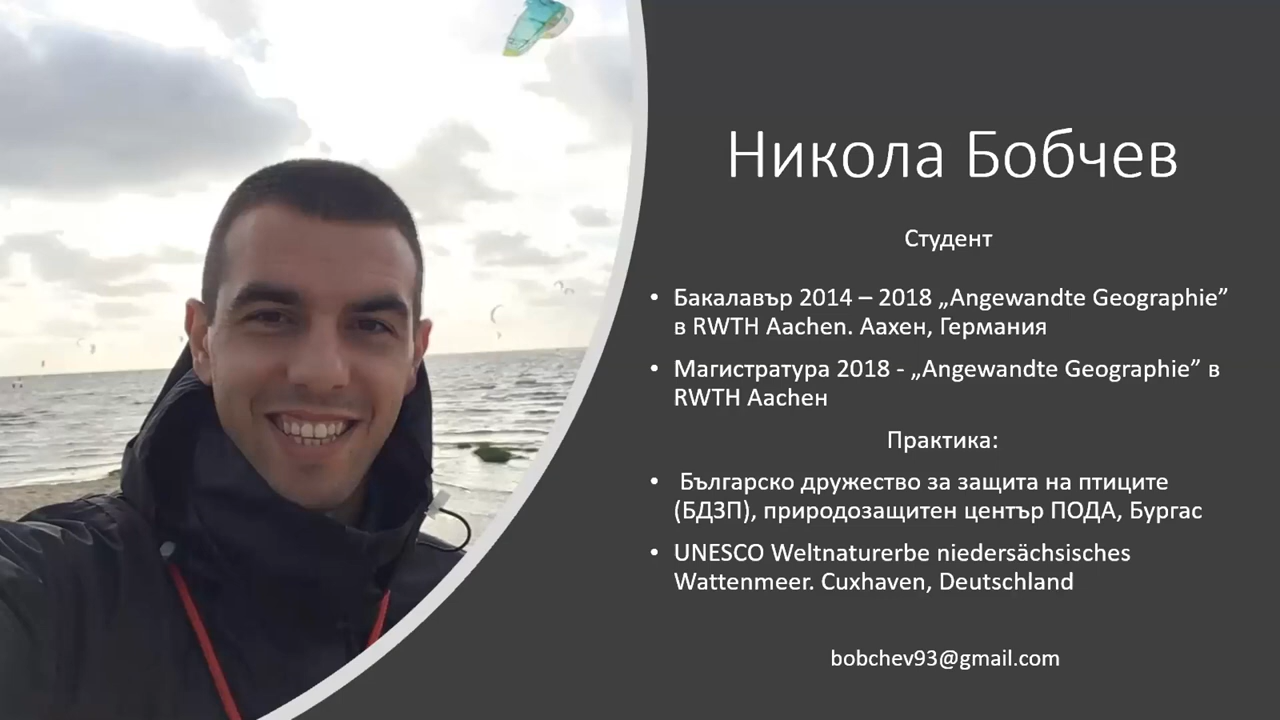 Никола Бобчев
Студент
• Бакалавър 2014 – 2018 „Angewandte Geographie”
в RWTH Aachen. Аахен, Германия
• Магистратура 2018 - „Angewandte Geographie” в
RWTH Aachen
Практика:
• Българско дружество за защита на птиците
(БДЗП), природозащитен център ПОДА, Бургас
• UNESCO Weltnaturerbe niedersächsisches
Wattenmeer. Cuxhaven, Deutschland
bobchev93@gmail.com